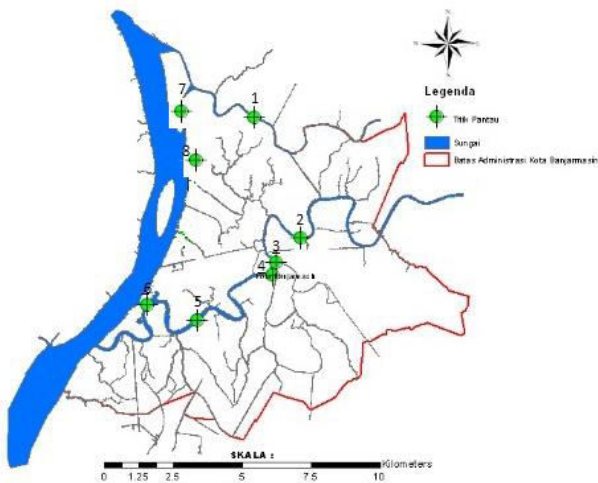 Legenda
Titik Pantau
Sungai
Batas Administrasi Kota Banjarmasin
7
1
8
2
3
4
6
5
SKALA :
Kilometers
0 1.25 2.5 5 7.5 10